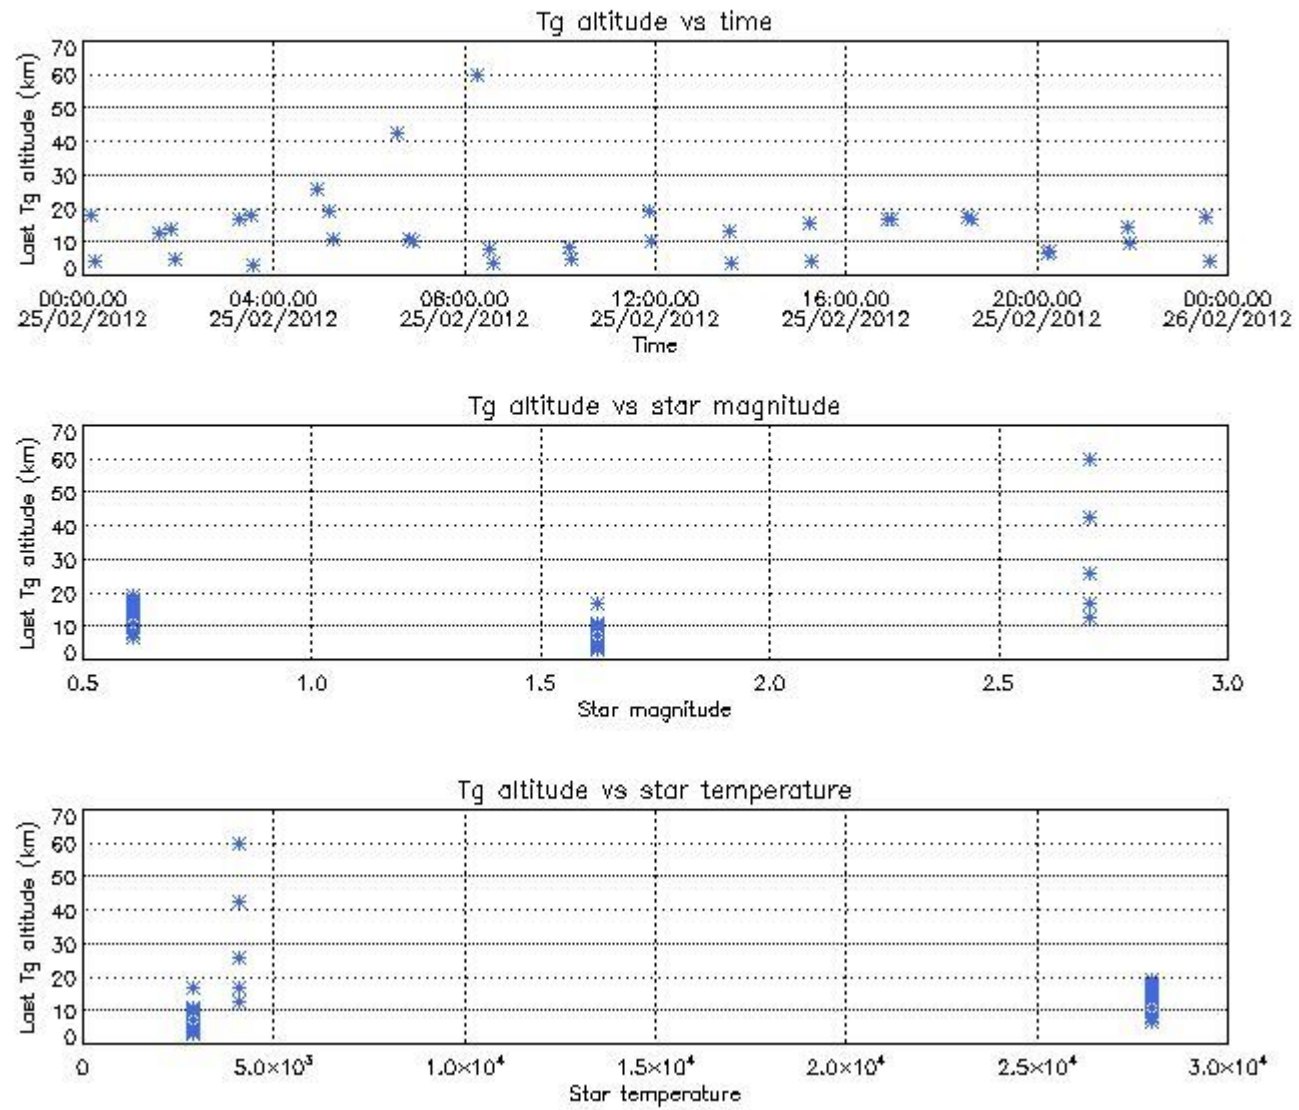 Tg altitude vs time
Last Tg altitude (km)
70
60
50
40
30
20
10
0
00:00.00 04:00.00 08:00.00 12:00.00 16:00.00 20:00.00 00:00.00
25/02/2012 25/02/2012 25/02/2012 25/02/2012 25/02/2012 25/02/2012 26/02/2012
Time
Tg altitude vs star magnitude
Last Tg altitude (km)
70
60
50
40
30
20
10
0
0.5 1.0 1.5 2.0 2.5 3.0
Star magnitude
Tg altitude vs star temperature
Last Tg altitude (km)
70
60
50
40
30
20
10
0
0 5.0×10³ 1.0×10⁴ 1.5×10⁴ 2.0×10⁴ 2.5×10⁴ 3.0×10⁴
Star temperature